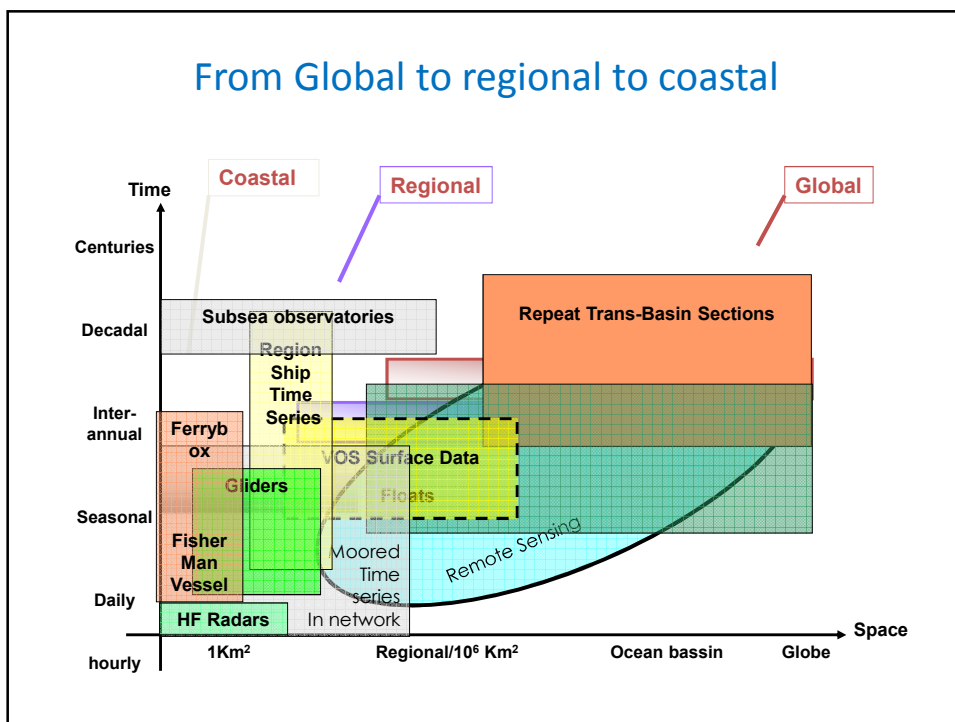 From Global to regional to coastal
Coastal
Regional
Global
Time
Centuries
Subsea observatories
Repeat Trans-Basin Sections
Decadal
Region
Ship
Time
Series
Inter-
annual
Ferryb
ox
VOS Surface Data
Gliders
Floats
Seasonal
Fisher
Man
Vessel
Moored
Time
series
In network
Remote Sensing
Daily
HF Radars
Space
hourly
1Km²
Regional/10⁶ Km²
Ocean bassin
Globe